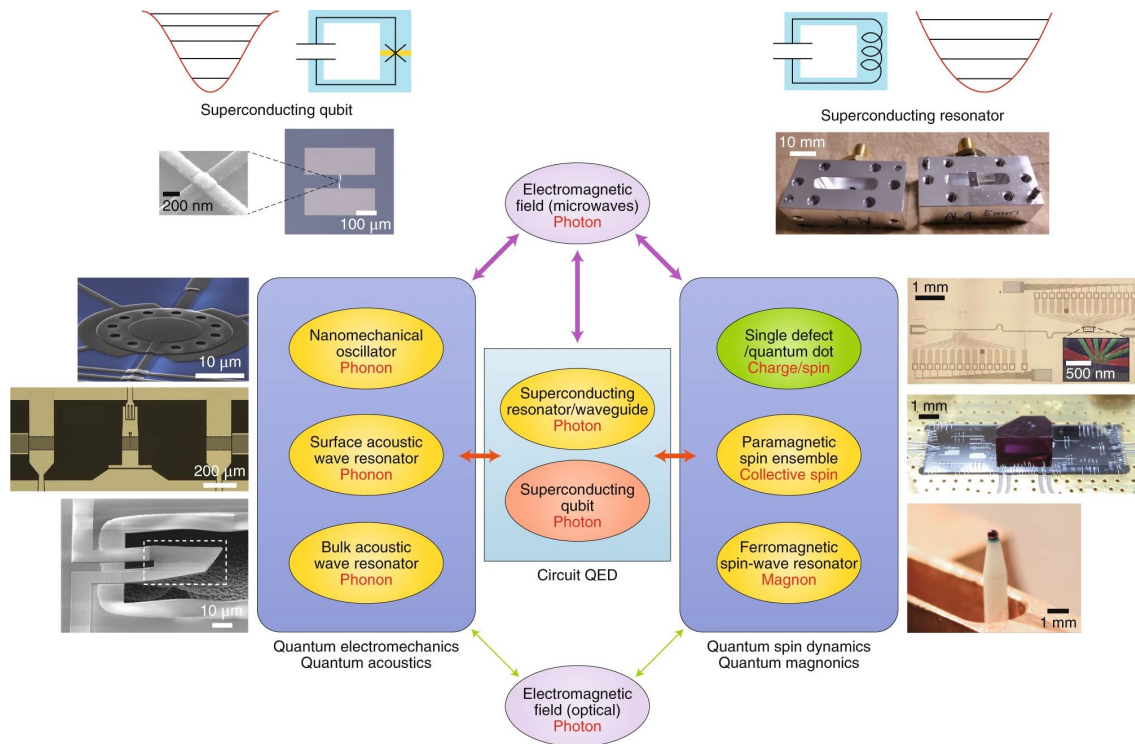 Superconducting qubit
Superconducting resonator
200 nm
100 μm
10 mm
Electromagnetic
field (microwaves)
Photon
10 μm
200 μm
10 μm
Nanomechanical
oscillator
Phonon
Surface acoustic
wave resonator
Phonon
Bulk acoustic
wave resonator
Phonon
Quantum electromechanics
Quantum acoustics
Superconducting
resonator/waveguide
Photon
Superconducting
qubit
Photon
Circuit QED
Single defect
/quantum dot
Charge/spin
Paramagnetic
spin ensemble
Collective spin
Ferromagnetic
spin-wave resonator
Magnon
Quantum spin dynamics
Quantum magnonics
1 mm
500 nm
1 mm
1 mm
Electromagnetic
field (optical)
Photon